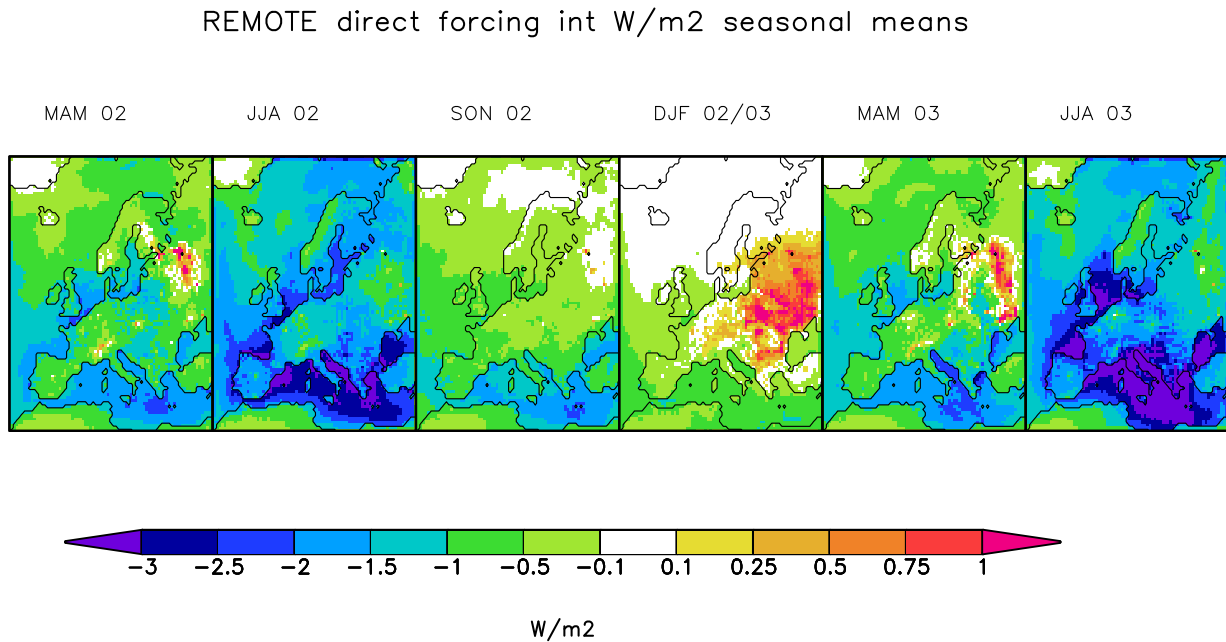 REMOTE direct forcing int W/m2 seasonal means
MAM 02 JJA 02 SON 02 DJF 02/03 MAM 03 JJA 03
-3 -2.5 -2 -1.5 -1 -0.5 -0.1 0.1 0.25 0.5 0.75 1
W/m2